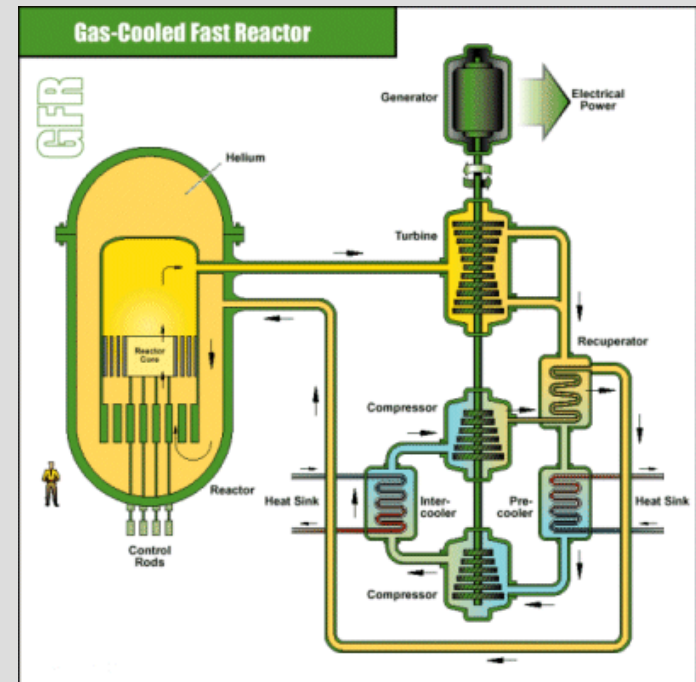 Gas-Cooled Fast Reactor
GFR
Generator
Electrical
Power
Helium
Turbine
Reactor
Core
Recuperator
Compressor
Reactor
Heat Sink
Inter-
cooler
Pre-
cooler
Heat Sink
Control
Rods
Compressor